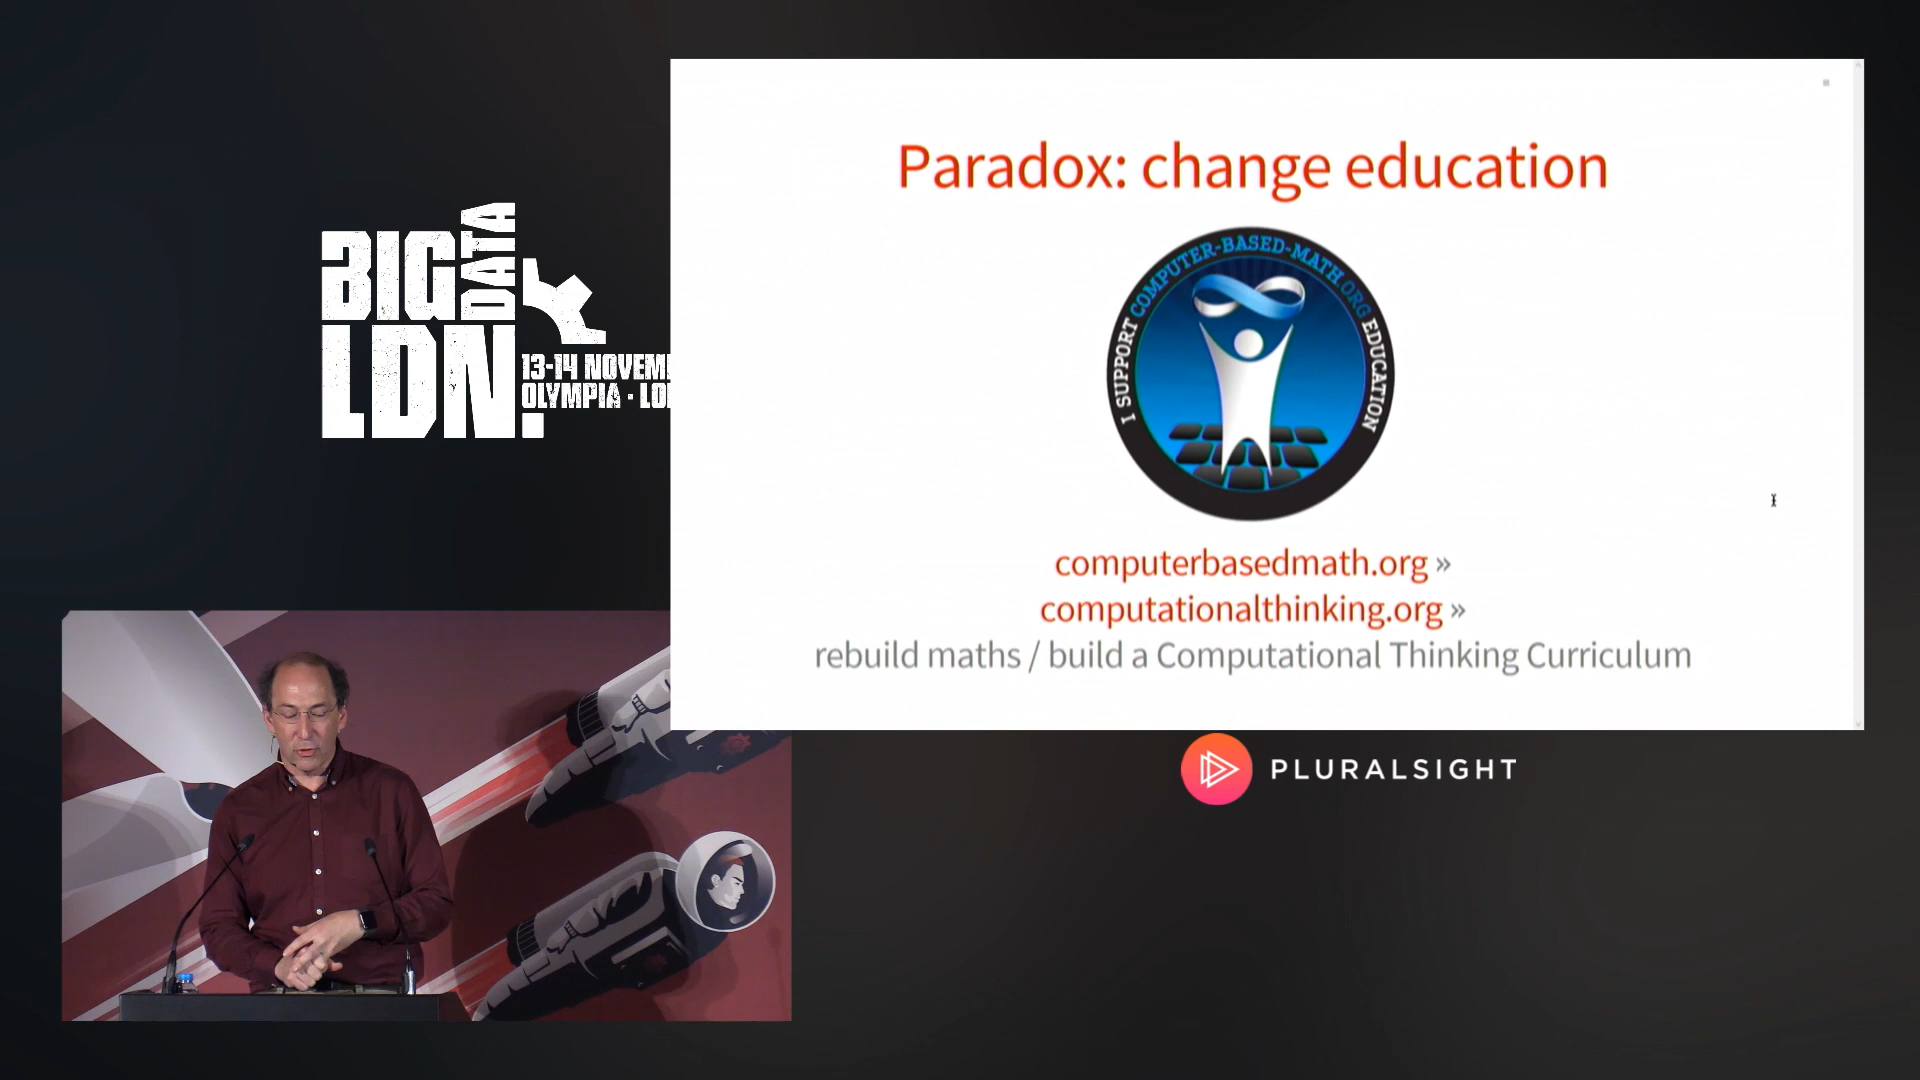 BIG DATA
LDN.
13-14 NOVEM
OLYMPIA · LO
Paradox: change education
I SUPPORT COMPUTER-BASED-MATH.ORG EDUCATION
computerbasedmath.org »
computationalthinking.org »
rebuild maths / build a Computational Thinking Curriculum
PLURALSIGHT